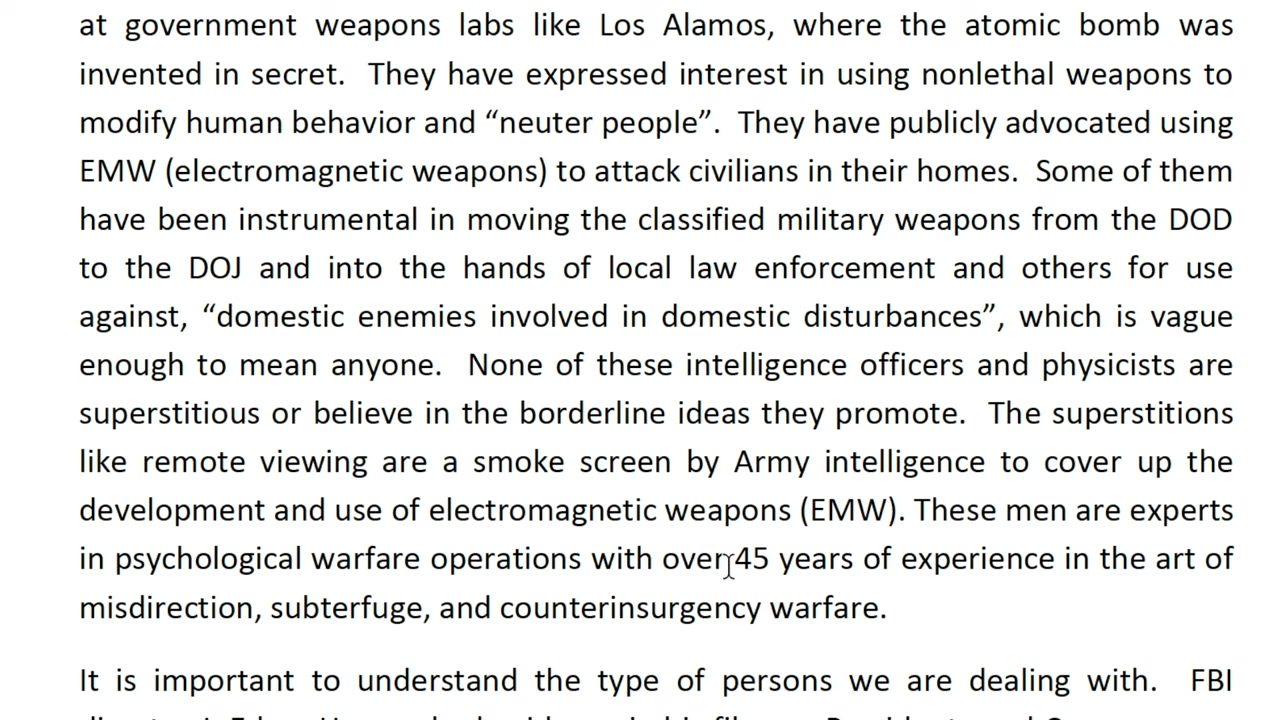 at government weapons labs like Los Alamos, where the atomic bomb was
invented in secret.  They have expressed interest in using nonlethal weapons to
modify human behavior and “neuter people”.  They have publicly advocated using
EMW (electromagnetic weapons) to attack civilians in their homes.  Some of them
have been instrumental in moving the classified military weapons from the DOD
to the DOJ and into the hands of local law enforcement and others for use
against, “domestic enemies involved in domestic disturbances”, which is vague
enough to mean anyone.  None of these intelligence officers and physicists are
superstitious or believe in the borderline ideas they promote.  The superstitions
like remote viewing are a smoke screen by Army intelligence to cover up the
development and use of electromagnetic weapons (EMW). These men are experts
in psychological warfare operations with over 45 years of experience in the art of
misdirection, subterfuge, and counterinsurgency warfare.
It is important to understand the type of persons we are dealing with.  FBI